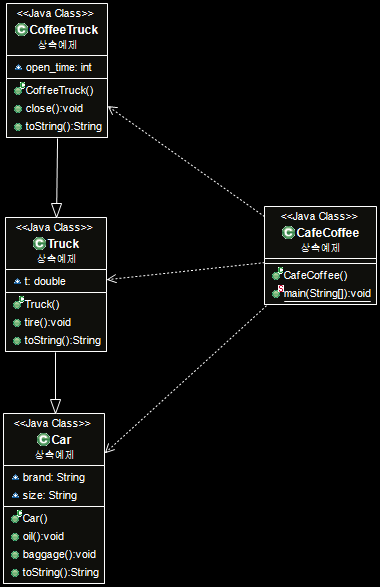 <<Java Class>>
CoffeeTruck
상속예제
open_time: int
CoffeeTruck()
close():void
toString():String
<<Java Class>>
Truck
상속예제
t: double
Truck()
tire():void
toString():String
<<Java Class>>
CafeCoffee
상속예제
CafeCoffee()
main(String[]):void
<<Java Class>>
Car
상속예제
brand: String
size: String
Car()
oil():void
baggage():void
toString():String